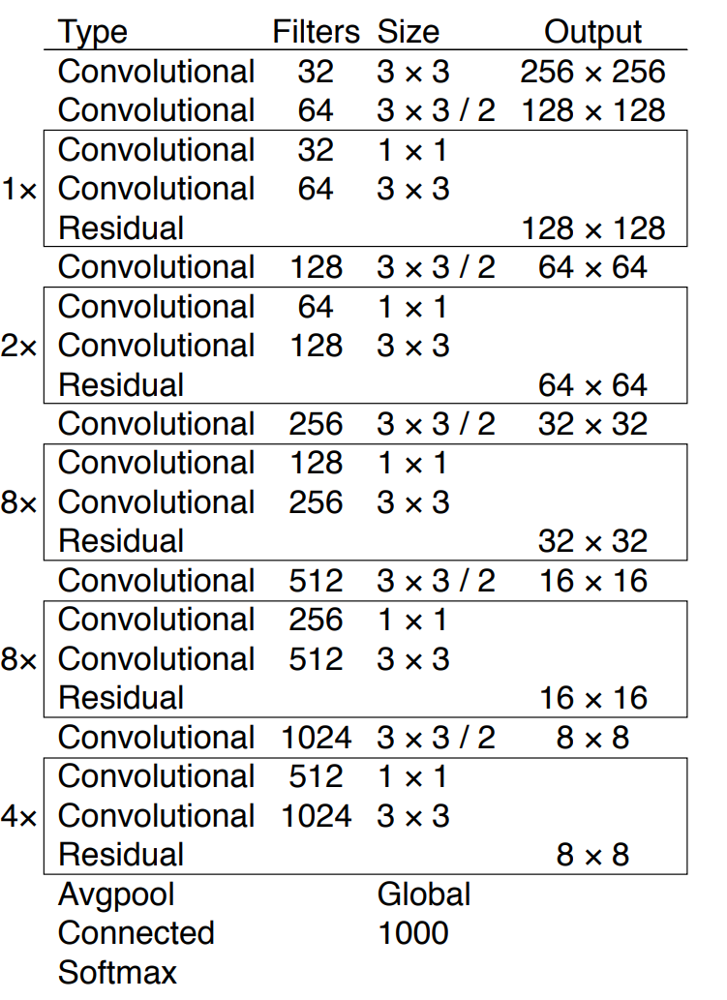 Type Filters Size Output
Convolutional 32 3 × 3 256 × 256
Convolutional 64 3 × 3 / 2 128 × 128
Convolutional 32 1 × 1
1× Convolutional 64 3 × 3
Residual 128 × 128
Convolutional 128 3 × 3 / 2 64 × 64
Convolutional 64 1 × 1
2× Convolutional 128 3 × 3
Residual 64 × 64
Convolutional 256 3 × 3 / 2 32 × 32
Convolutional 128 1 × 1
8× Convolutional 256 3 × 3
Residual 32 × 32
Convolutional 512 3 × 3 / 2 16 × 16
Convolutional 256 1 × 1
8× Convolutional 512 3 × 3
Residual 16 × 16
Convolutional 1024 3 × 3 / 2 8 × 8
Convolutional 512 1 × 1
4× Convolutional 1024 3 × 3
Residual 8 × 8
Avgpool Global
Connected 1000
Softmax